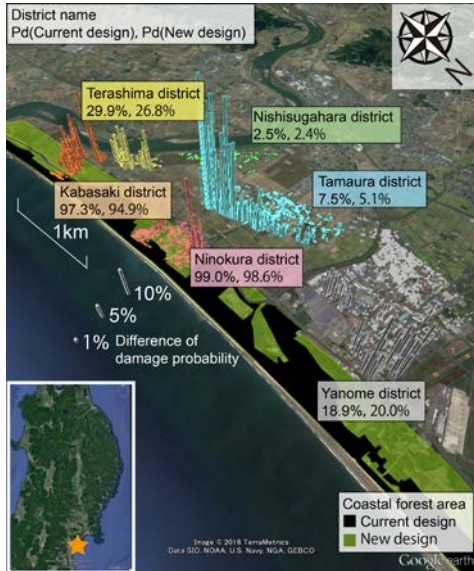 District name
Pd(Current design), Pd(New design)
Terashima district
29.9%, 26.8%
Nishisugahara district
2.5%, 2.4%
Kabasaki district
97.3%, 94.9%
Tamaura district
7.5%, 5.1%
1km
Ninokura district
99.0%, 98.6%
10%
5%
1% Difference of
damage probability
Yanome district
18.9%, 20.0%
Coastal forest area
Current design
New design
Image © 2018 TerraMetrics
Data SIO, NOAA, U.S. Navy, NGA, GEBCO
Google earth